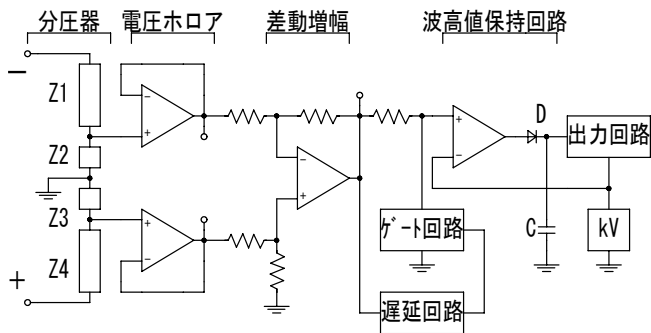 分圧器 電圧ホロア 差動増幅 波高値保持回路
−
Z1
Z2
Z3
Z4
+
−
+
+
−
−
+
+
−
D
C
出力回路
kV
ゲート回路
遅延回路